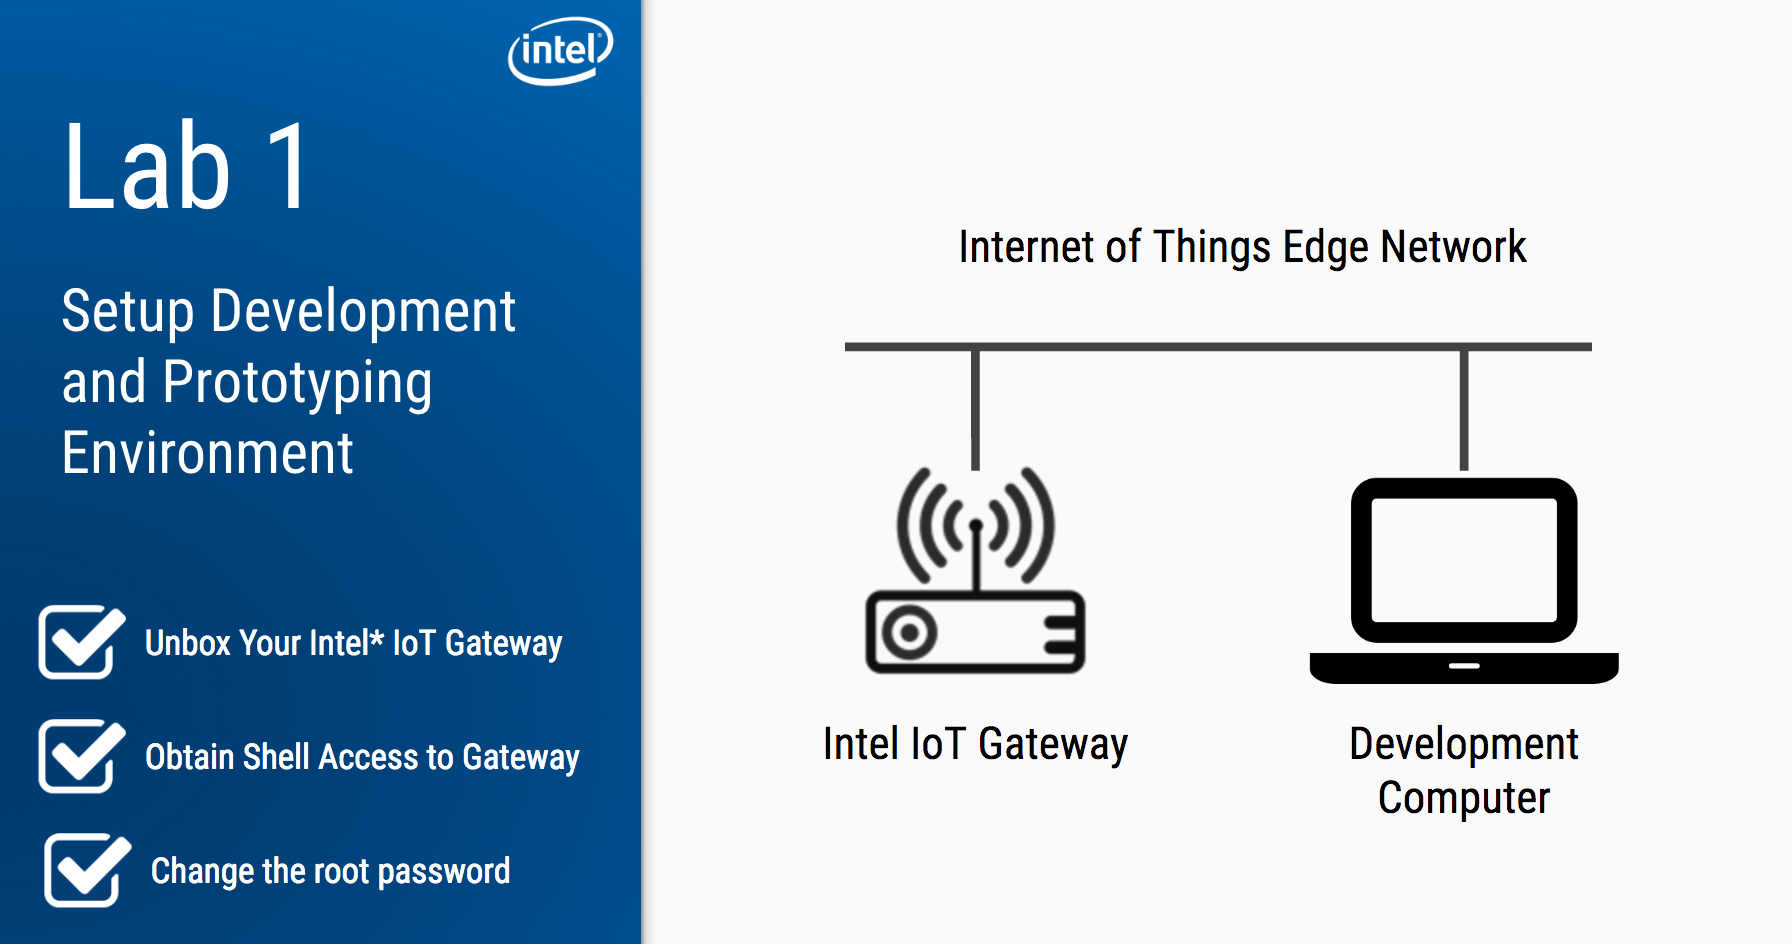 intel
Lab 1
Setup Development
and Prototyping
Environment
Unbox Your Intel* IoT Gateway
Obtain Shell Access to Gateway
Change the root password
Internet of Things Edge Network
Intel IoT Gateway
Development
Computer